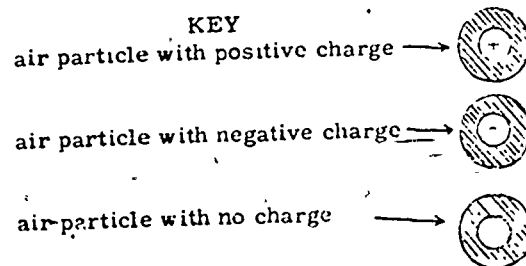 KEY
air particle with positive charge
+
air particle with negative charge
-
air particle with no charge